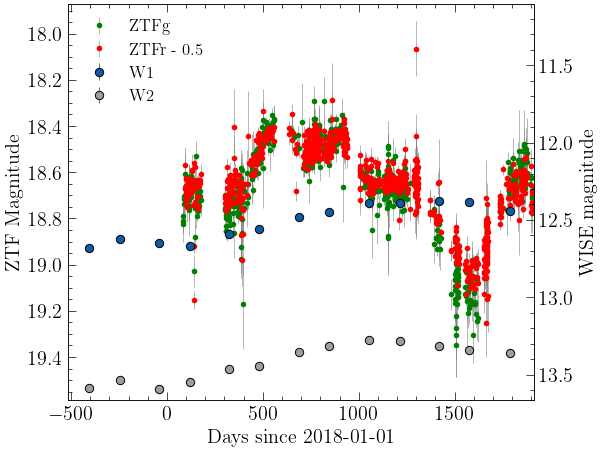 ZTFg
ZTFr - 0.5
W1
W2
18.0
18.2
18.4
18.6
18.8
19.0
19.2
19.4
ZTF Magnitude
11.5
12.0
12.5
13.0
13.5
WISE magnitude
-500
0
500
1000
1500
Days since 2018-01-01